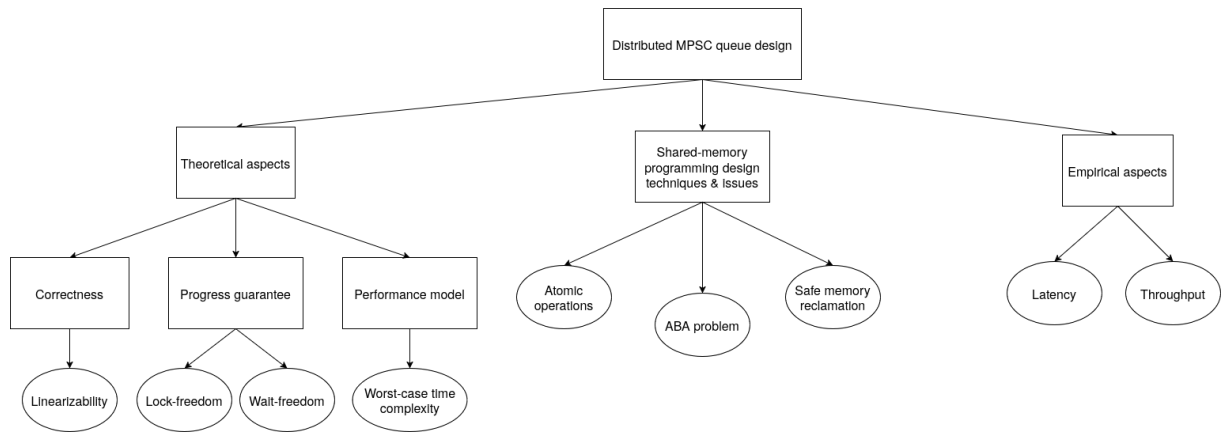 Distributed MPSC queue design
Theoretical aspects
Shared-memory
programming design
techniques & issues
Empirical aspects
Correctness
Progress guarantee
Performance model
Atomic
operations
ABA problem
Safe memory
reclamation
Latency
Throughput
Linearizability
Lock-freedom
Wait-freedom
Worst-case time
complexity